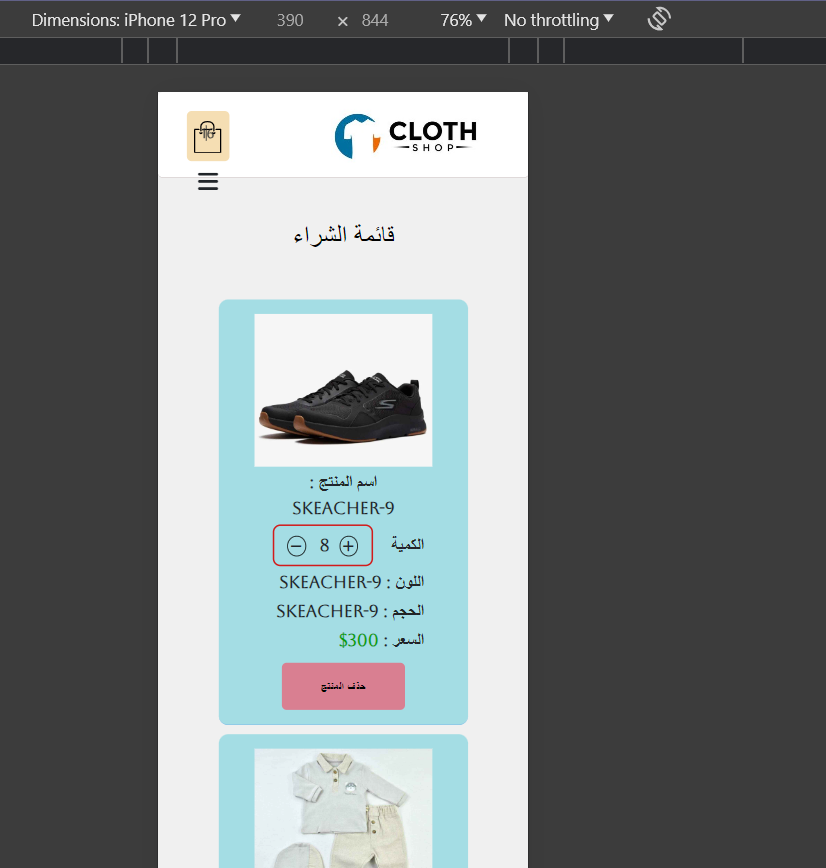 Dimensions: iPhone 12 Pro 390 × 844 76% No throttling
CLOTH
SHOP
قائمة الشراء
اسم المنتج :
SKEACHER-9
الكمية + 8 −
اللون : SKEACHER-9
الحجم : SKEACHER-9
السعر : $300
حذف المنتج